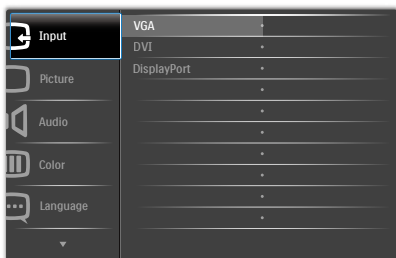 Input
VGA
DVI
DisplayPort
Picture
Audio
Color
Language